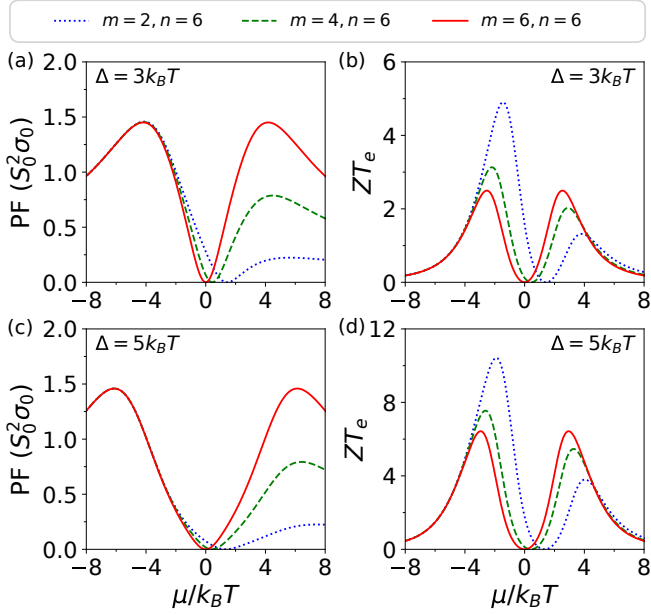 m = 2, n = 6 m = 4, n = 6 m = 6, n = 6
(a) Δ = 3k_BT
PF (S_0^2σ_0)
2.0
1.5
1.0
0.5
0.0
−8 −4 0 4 8
(b) Δ = 3k_BT
ZT_e
6
4
2
0
−8 −4 0 4 8
(c) Δ = 5k_BT
PF (S_0^2σ_0)
2.0
1.5
1.0
0.5
0.0
−8 −4 0 4 8
μ/k_BT
(d) Δ = 5k_BT
ZT_e
12
8
4
0
−8 −4 0 4 8
μ/k_BT